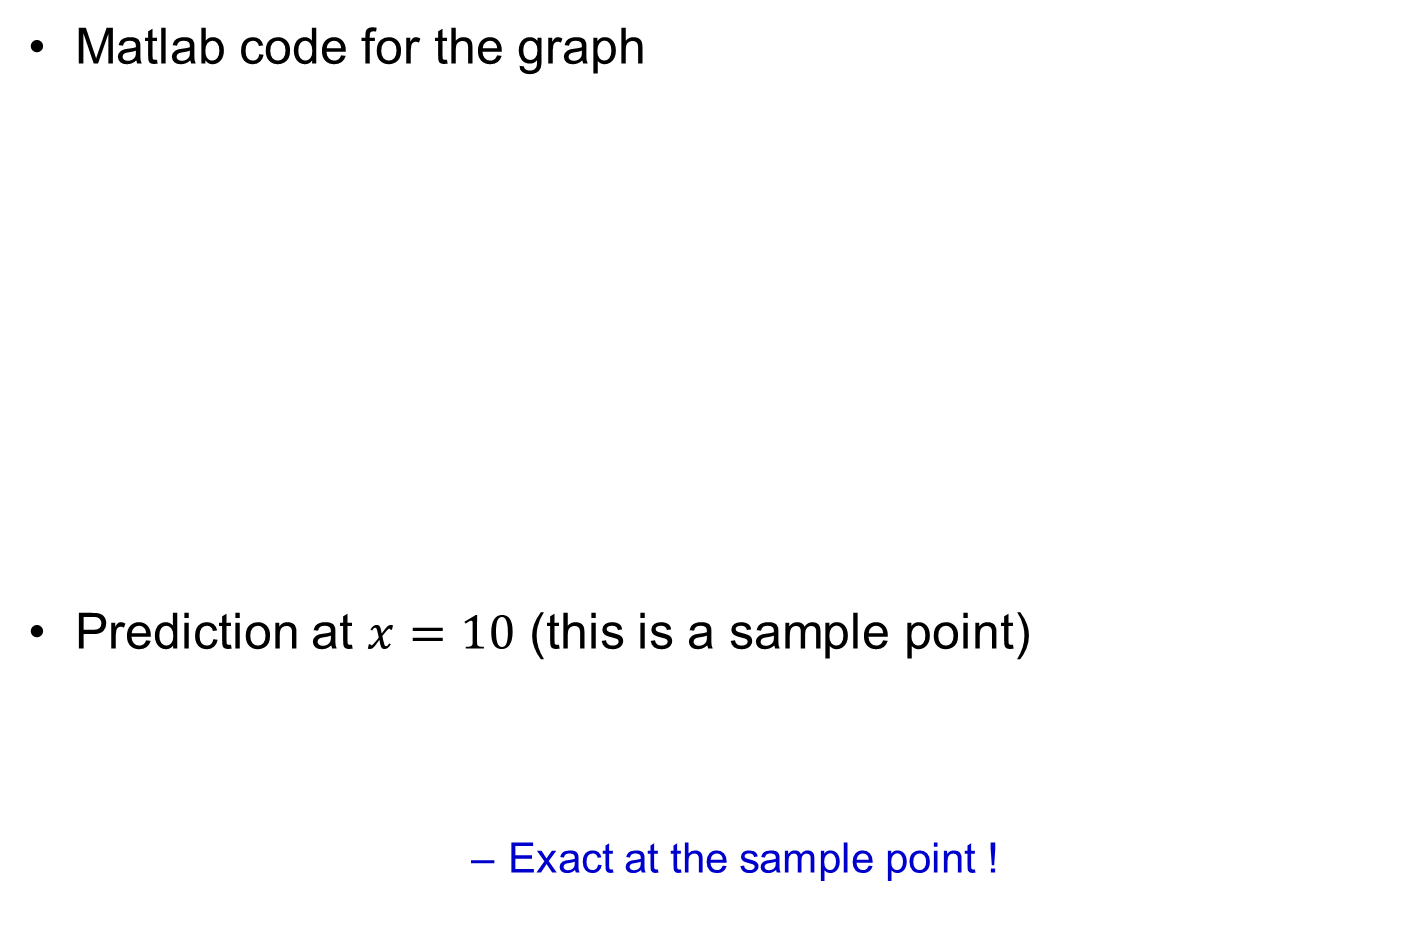 • Matlab code for the graph
• Prediction at x = 10 (this is a sample point)
– Exact at the sample point !